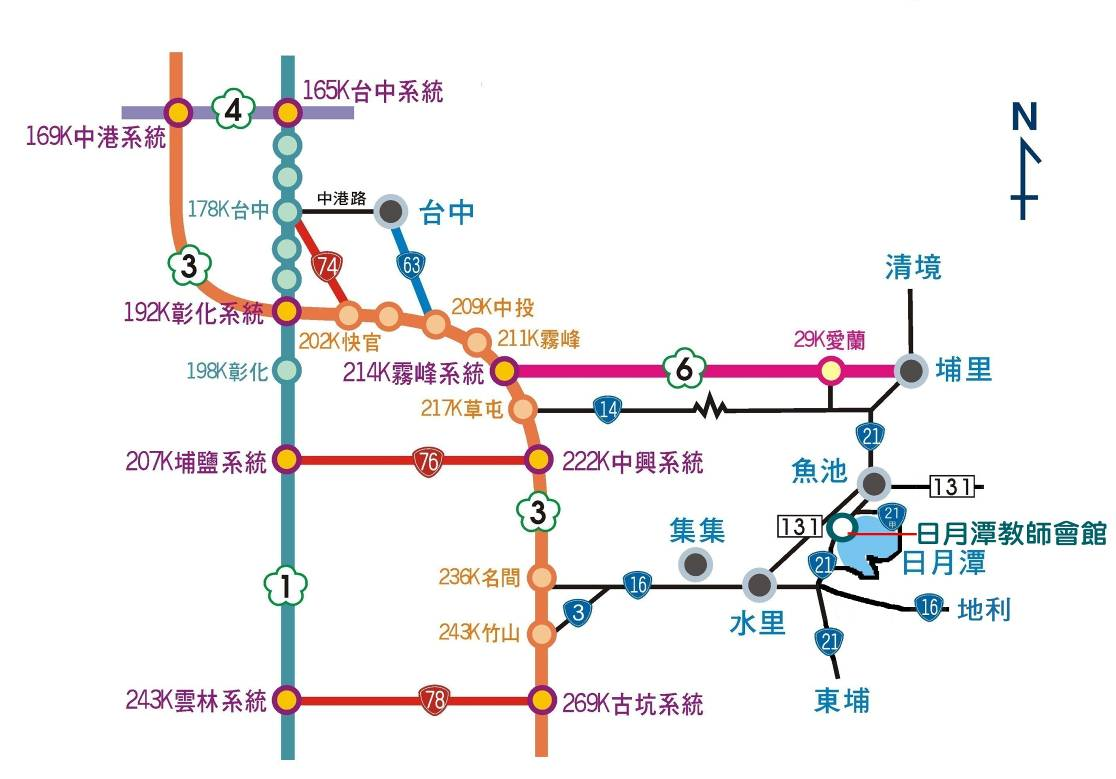 165K台中系統
4
N
169K中港系統
中港路
178K台中
台中
3
74
63
清境
192K彰化系統
209K中投
202K快官
211K霧峰
29K愛蘭
198K彰化
214K霧峰系統
6
埔里
217K草屯
14
21
207K埔鹽系統
76
222K中興系統
魚池
131
3
131
21甲
集集
日月潭教師會館
21
日月潭
236K名間
1
16
3
16
地利
水里
243K竹山
21
243K雲林系統
78
269K古坑系統
東埔